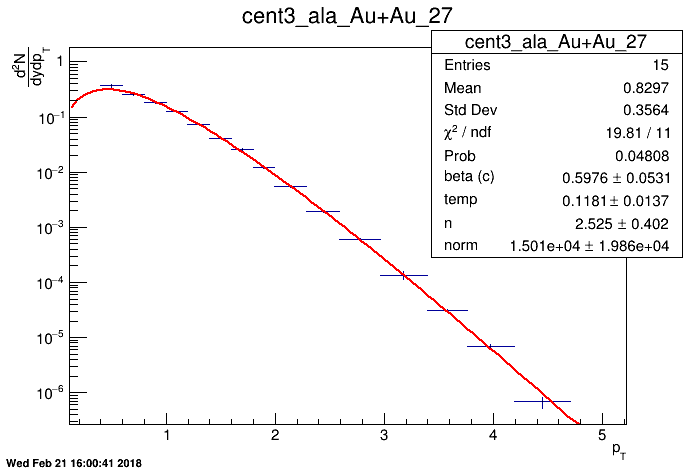 cent3_ala_Au+Au_27
cent3_ala_Au+Au_27
Entries 15
Mean 0.8297
Std Dev 0.3564
χ² / ndf 19.81 / 11
Prob 0.04808
beta (c) 0.5976 ± 0.0531
temp 0.1181 ± 0.0137
n 2.525 ± 0.402
norm 1.501e+04 ± 1.986e+04
d²N
dydp_T
1
10⁻¹
10⁻²
10⁻³
10⁻⁴
10⁻⁵
10⁻⁶
1 2 3 4 5
p_T
Wed Feb 21 16:00:41 2018